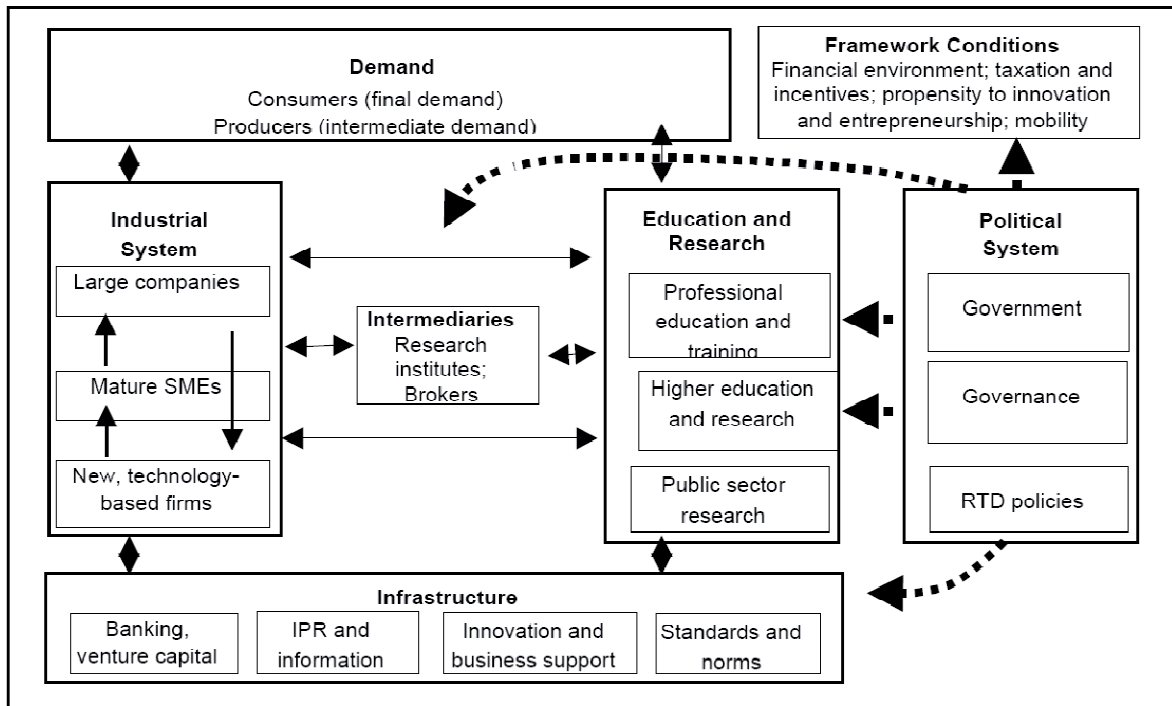 Demand
Consumers (final demand)
Producers (intermediate demand)
Framework Conditions
Financial environment; taxation and
incentives; propensity to innovation
and entrepreneurship; mobility
Industrial
System
Large companies
Mature SMEs
New, technology-
based firms
Intermediaries
Research
institutes;
Brokers
Education and
Research
Professional
education and
training
Higher education
and research
Public sector
research
Political
System
Government
Governance
RTD policies
Infrastructure
Banking,
venture capital
IPR and
information
Innovation and
business support
Standards and
norms